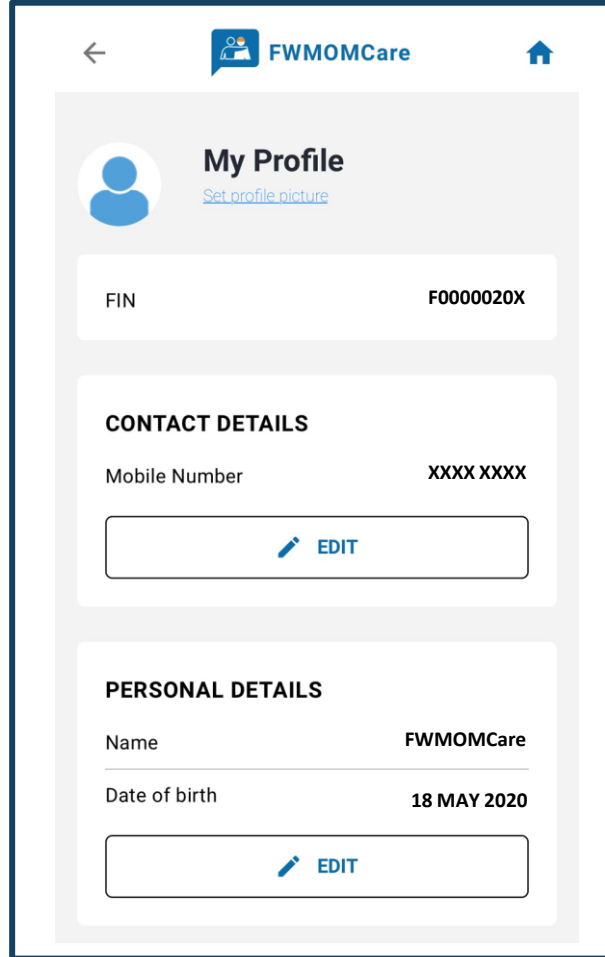 FWMOMCare
My Profile
Set profile picture
FIN F0000020X
CONTACT DETAILS
Mobile Number XXXX XXXX
EDIT
PERSONAL DETAILS
Name FWMOMCare
Date of birth 18 MAY 2020
EDIT